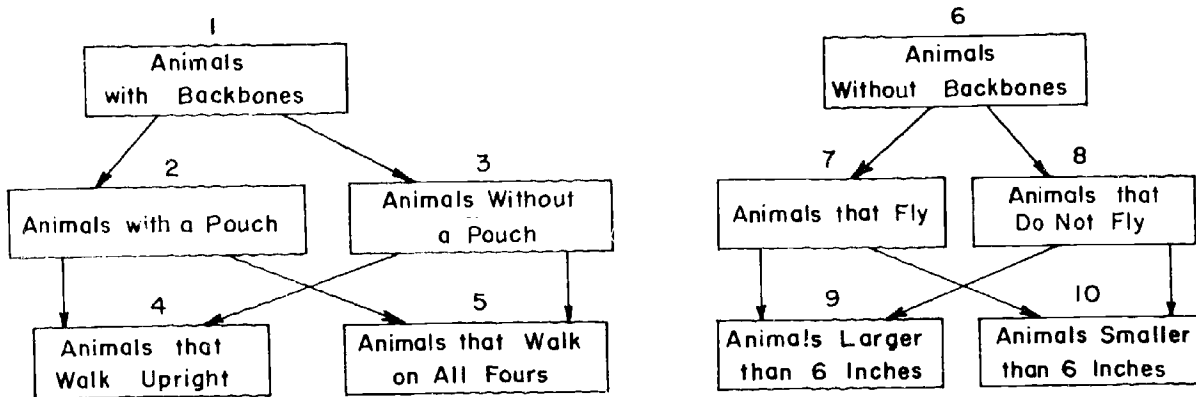 1
Animals
with Backbones
2
Animals with a Pouch
3
Animals Without
a Pouch
4
Animals that
Walk Upright
5
Animals that Walk
on All Fours
6
Animals
Without Backbones
7
Animals that Fly
8
Animals that
Do Not Fly
9
Animals Larger
than 6 Inches
10
Animals Smaller
than 6 Inches